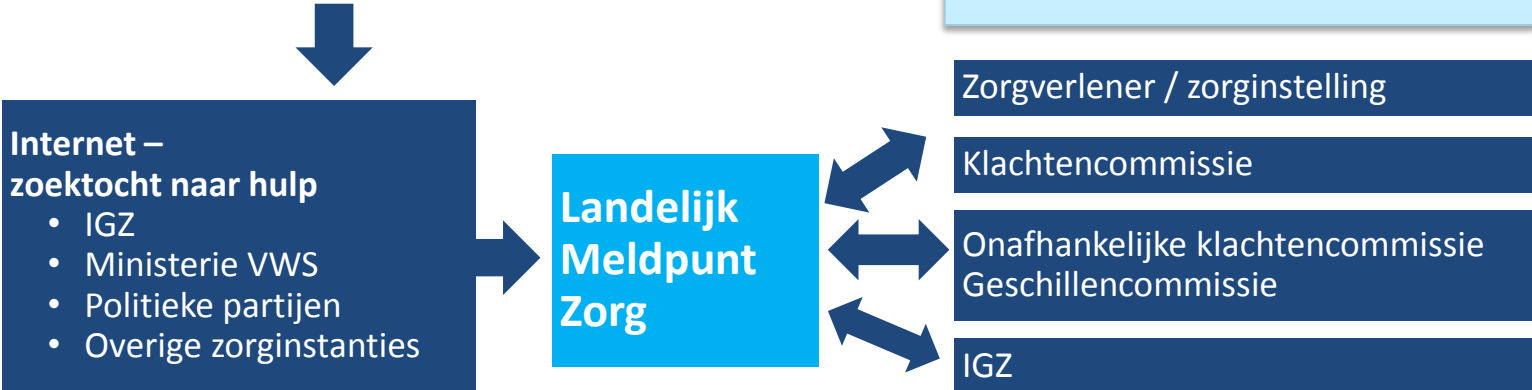 Internet –
zoektocht naar hulp
• IGZ
• Ministerie VWS
• Politieke partijen
• Overige zorginstanties
Landelijk
Meldpunt
Zorg
Zorgverlener / zorginstelling
Klachtencommissie
Onafhankelijke klachtencommissie
Geschillencommissie
IGZ